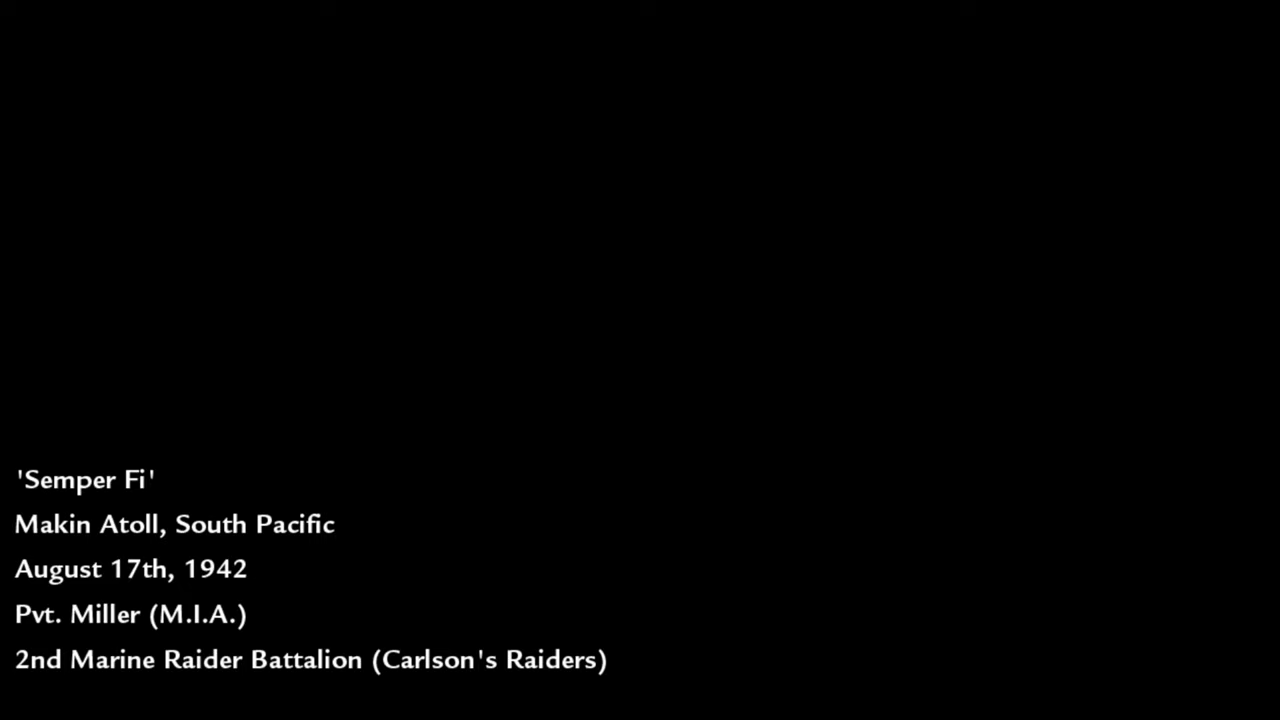 'Semper Fi'
Makin Atoll, South Pacific
August 17th, 1942
Pvt. Miller (M.I.A.)
2nd Marine Raider Battalion (Carlson's Raiders)